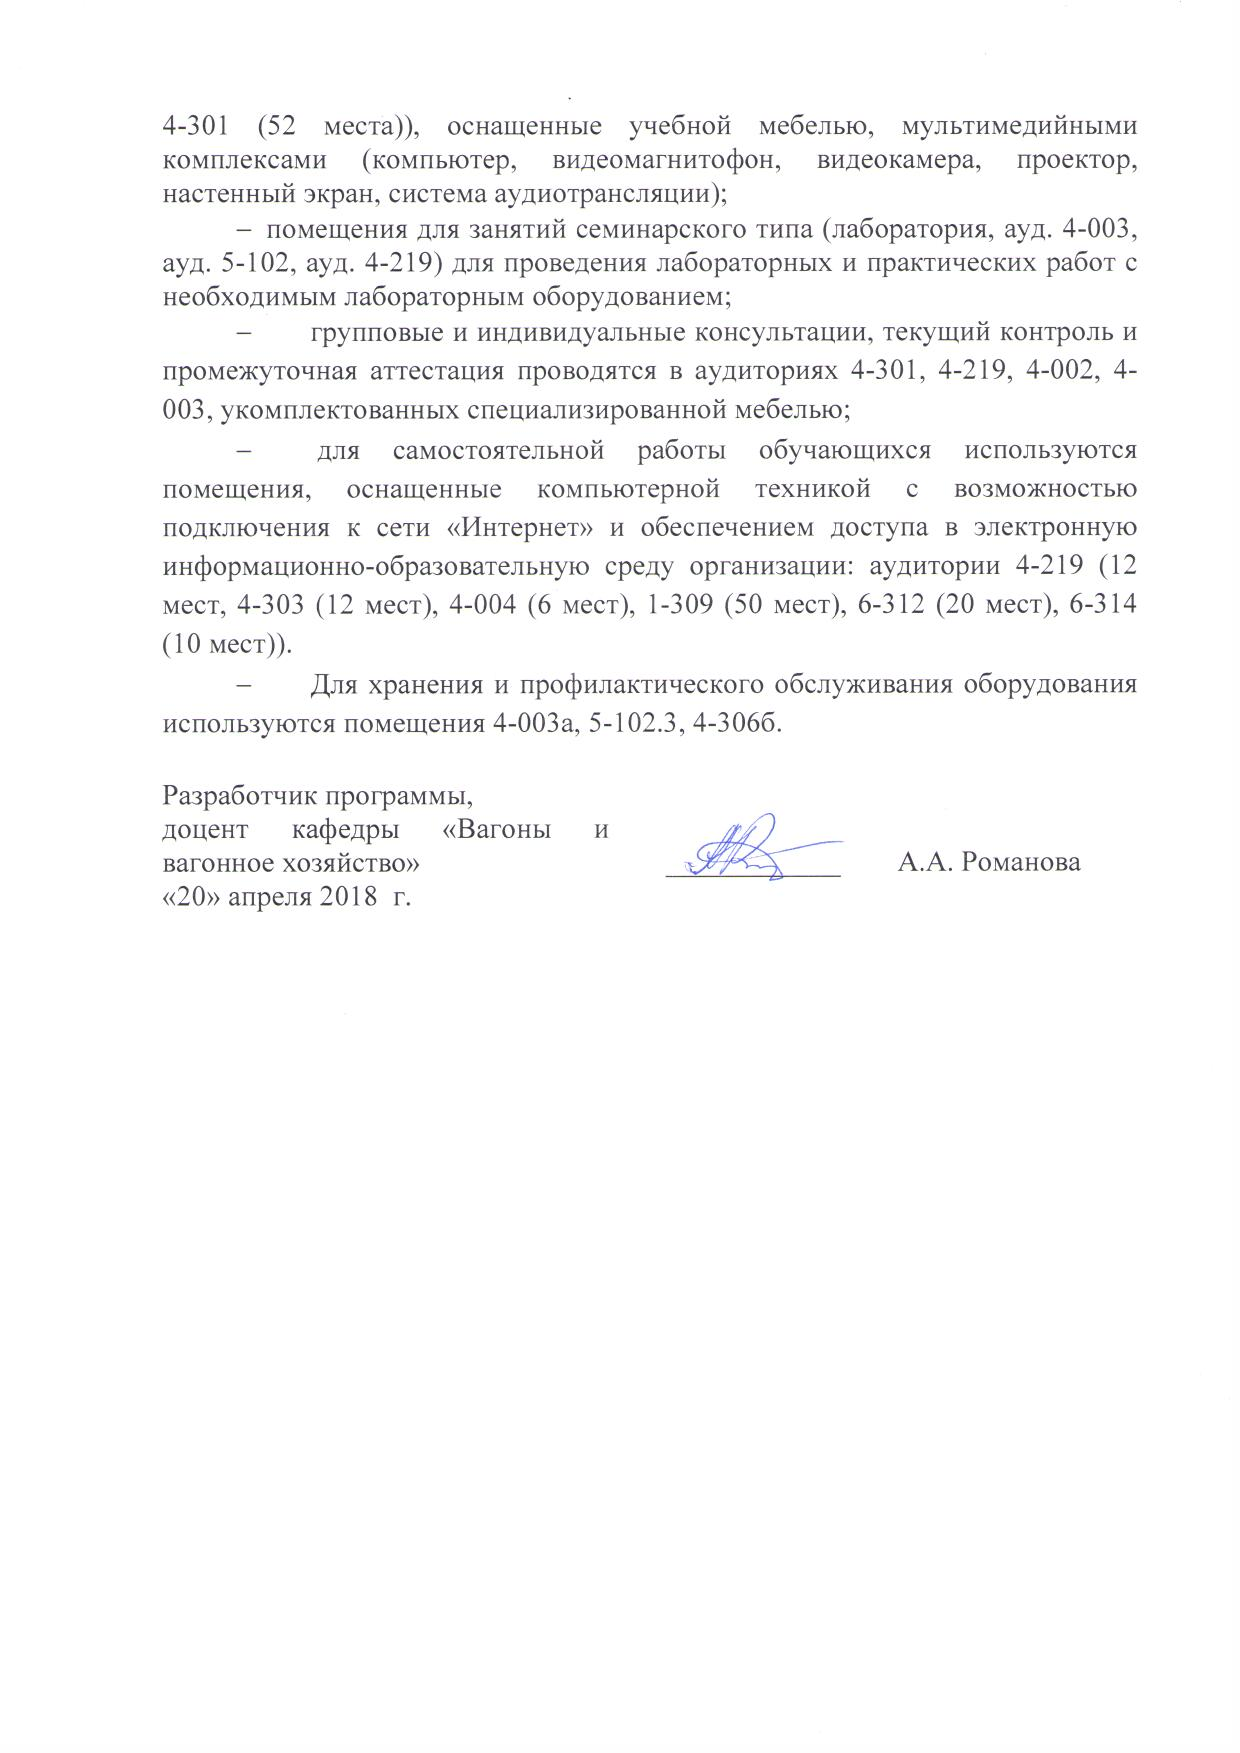 4-301 (52 места)), оснащенные учебной мебелью, мультимедийными
комплексами (компьютер, видеомагнитофон, видеокамера, проектор,
настенный экран, система аудиотрансляции);
– помещения для занятий семинарского типа (лаборатория, ауд. 4-003,
ауд. 5-102, ауд. 4-219) для проведения лабораторных и практических работ с
необходимым лабораторным оборудованием;
– групповые и индивидуальные консультации, текущий контроль и
промежуточная аттестация проводятся в аудиториях 4-301, 4-219, 4-002, 4-
003, укомплектованных специализированной мебелью;
– для самостоятельной работы обучающихся используются
помещения, оснащенные компьютерной техникой с возможностью
подключения к сети «Интернет» и обеспечением доступа в электронную
информационно-образовательную среду организации: аудитории 4-219 (12
мест, 4-303 (12 мест), 4-004 (6 мест), 1-309 (50 мест), 6-312 (20 мест), 6-314
(10 мест)).
– Для хранения и профилактического обслуживания оборудования
используются помещения 4-003а, 5-102.3, 4-306б.
Разработчик программы,
доцент кафедры «Вагоны и
вагонное хозяйство» А.А. Романова
«20» апреля 2018 г.